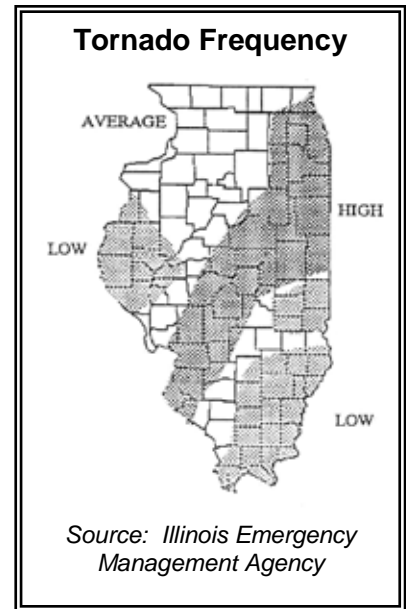 Tornado Frequency
AVERAGE
HIGH
LOW
LOW
Source: Illinois Emergency
Management Agency